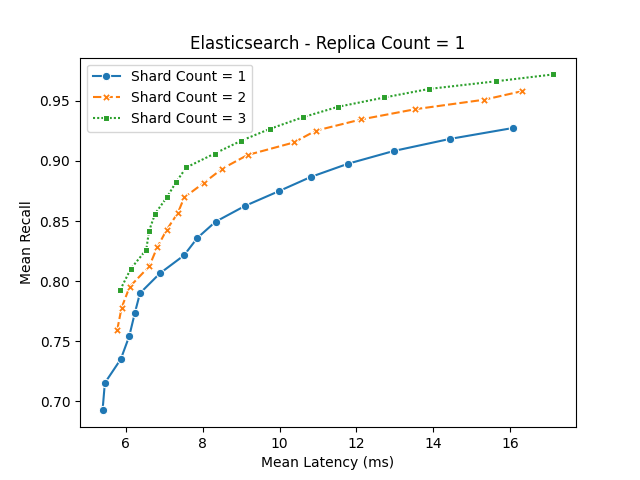 Elasticsearch - Replica Count = 1
Shard Count = 1
Shard Count = 2
Shard Count = 3
0.95
0.90
0.85
0.80
0.75
0.70
Mean Recall
6 8 10 12 14 16
Mean Latency (ms)